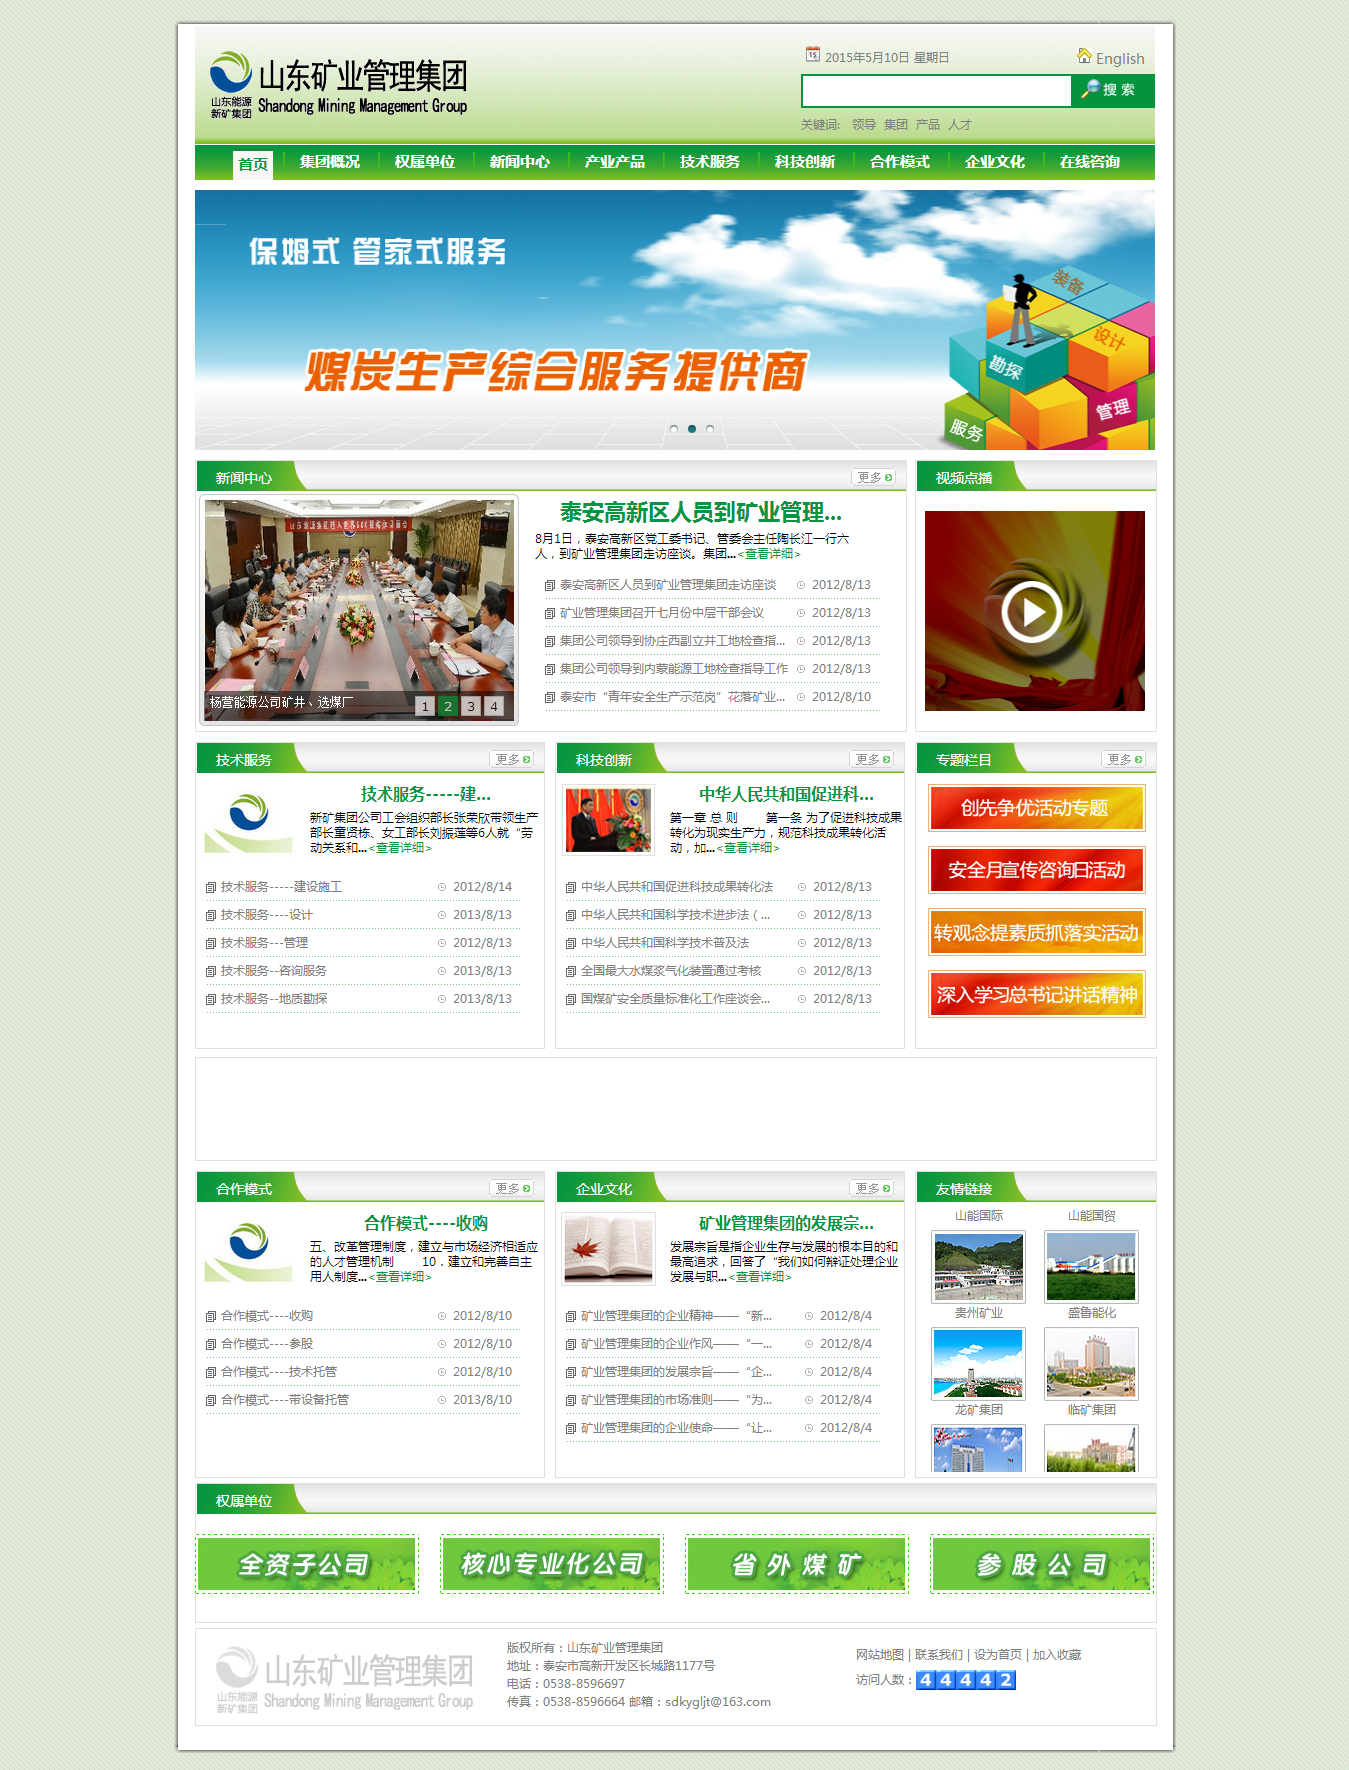 山东矿业管理集团
山东能源
新矿集团
Shandong Mining Management Group
15
2015年5月10日 星期日
English
搜 索
关键词: 领导 集团 产品 人才
首页 集团概况 权属单位 新闻中心 产业产品 技术服务 科技创新 合作模式 企业文化 在线咨询
保姆式 管家式服务
煤炭生产综合服务提供商
装备
设计
勘探
管理
服务
新闻中心 更多
杨营能源公司矿井、选煤厂
1 2 3 4
泰安高新区人员到矿业管理...
8月1日，泰安高新区党工委书记、管委会主任陶长江一行六
人，到矿业管理集团走访座谈。集团...<查看详细>
泰安高新区人员到矿业管理集团走访座谈 2012/8/13
矿业管理集团召开七月份中层干部会议 2012/8/13
集团公司领导到协庄西副立井工地检查指... 2012/8/13
集团公司领导到内蒙能源工地检查指导工作 2012/8/13
泰安市“青年安全生产示范岗”花落矿业... 2012/8/10
视频点播
技术服务 更多
技术服务-----建...
新矿集团公司工会组织部长张荣欣带领生产
部长董贤栋、女工部长刘振莲等6人就“劳
动关系和...<查看详细>
技术服务-----建设施工 2012/8/14
技术服务----设计 2013/8/13
技术服务---管理 2012/8/13
技术服务--咨询服务 2013/8/13
技术服务--地质勘探 2013/8/13
科技创新 更多
中华人民共和国促进科...
第一章 总 则 第一条 为了促进科技成果
转化为现实生产力，规范科技成果转化活
动，加...<查看详细>
中华人民共和国促进科技成果转化法 2012/8/13
中华人民共和国科学技术进步法（... 2012/8/13
中华人民共和国科学技术普及法 2012/8/13
全国最大水煤浆气化装置通过考核 2012/8/13
国煤矿安全质量标准化工作座谈会... 2012/8/13
专题栏目 更多
创先争优活动专题
安全月宣传咨询日活动
转观念提素质抓落实活动
深入学习总书记讲话精神
合作模式 更多
合作模式----收购
五、改革管理制度，建立与市场经济相适应
的人才管理机制 10．建立和完善自主
用人制度...<查看详细>
合作模式----收购 2012/8/10
合作模式----参股 2012/8/10
合作模式----技术托管 2012/8/10
合作模式----带设备托管 2013/8/10
企业文化 更多
矿业管理集团的发展宗...
发展宗旨是指企业生存与发展的根本目的和
最高追求，回答了“我们如何辩证处理企业
发展与职...<查看详细>
矿业管理集团的企业精神——“新... 2012/8/4
矿业管理集团的企业作风——“一... 2012/8/4
矿业管理集团的发展宗旨——“企... 2012/8/4
矿业管理集团的市场准则——“为... 2012/8/4
矿业管理集团的企业使命——“让... 2012/8/4
友情链接
山能国际 山能国贸
贵州矿业 盛鲁能化
龙矿集团 临矿集团
权属单位
全资子公司 核心专业化公司 省外煤矿 参股公司
山东矿业管理集团
山东能源
新矿集团
Shandong Mining Management Group
版权所有：山东矿业管理集团
地址：泰安市高新开发区长城路1177号
电话：0538-8596697
传真：0538-8596664 邮箱：sdkygljt@163.com
网站地图 | 联系我们 | 设为首页 | 加入收藏
访问人数：44442